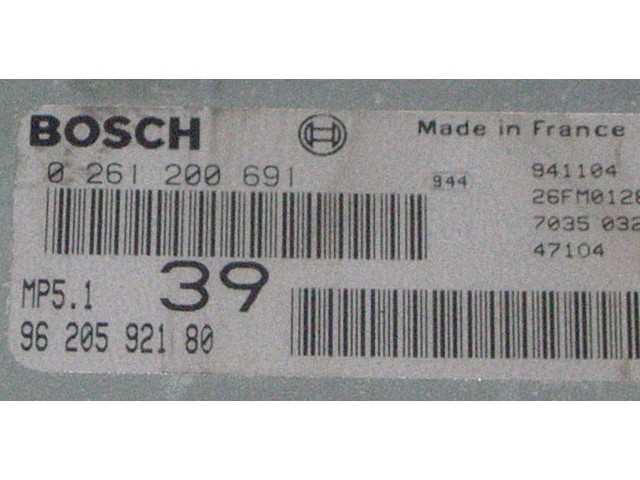 BOSCH
Made in France
0 261 200 691
944
941104
26FM0128
7035 032
47104
MP5.1
39
96 205 921 80